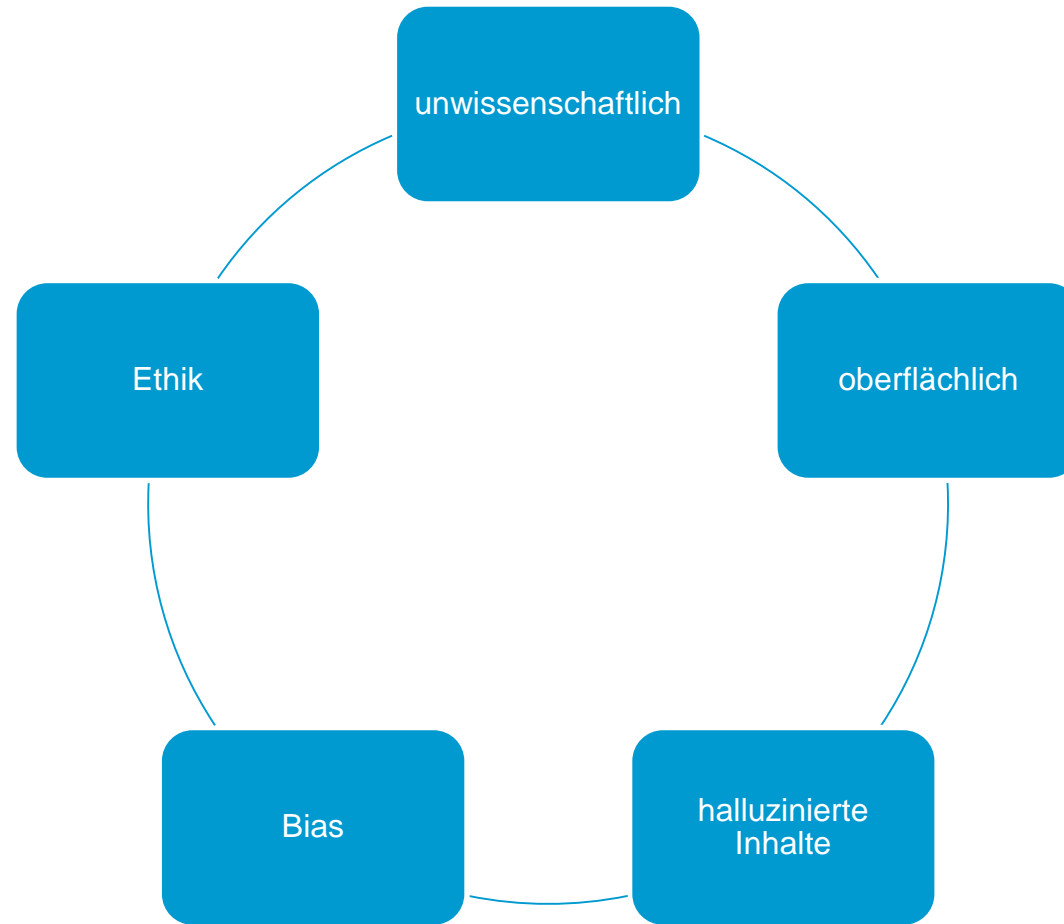 unwissenschaftlich
oberflächlich
halluzinierte
Inhalte
Bias
Ethik